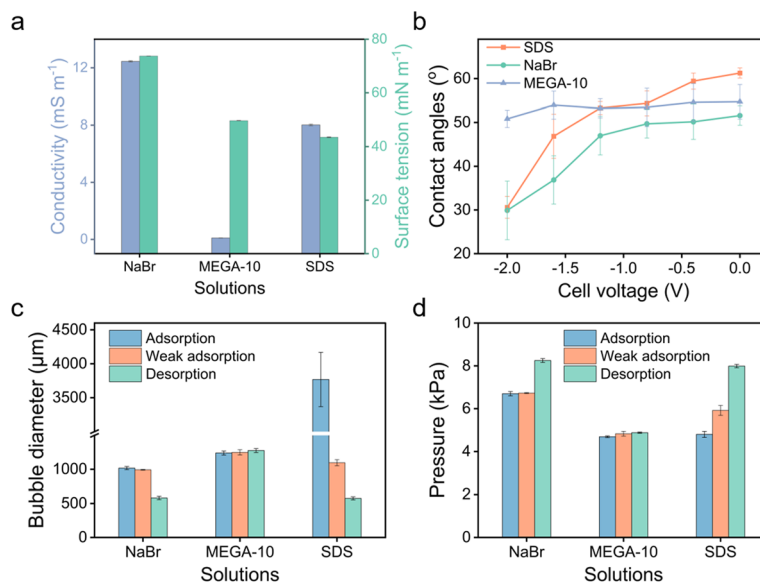 a
Conductivity (mS m⁻¹)
12
8
4
0
80
60
40
20
0
Surface tension (mN m⁻¹)
NaBr MEGA-10 SDS
Solutions
b
SDS
NaBr
MEGA-10
Contact angles (º)
60
50
40
30
20
-2.0 -1.5 -1.0 -0.5 0.0
Cell voltage (V)
c
Adsorption
Weak adsorption
Desorption
Bubble diameter (μm)
4500
3500
1000
500
0
NaBr MEGA-10 SDS
Solutions
d
Adsorption
Weak adsorption
Desorption
Pressure (kPa)
10
8
6
4
2
0
NaBr MEGA-10 SDS
Solutions